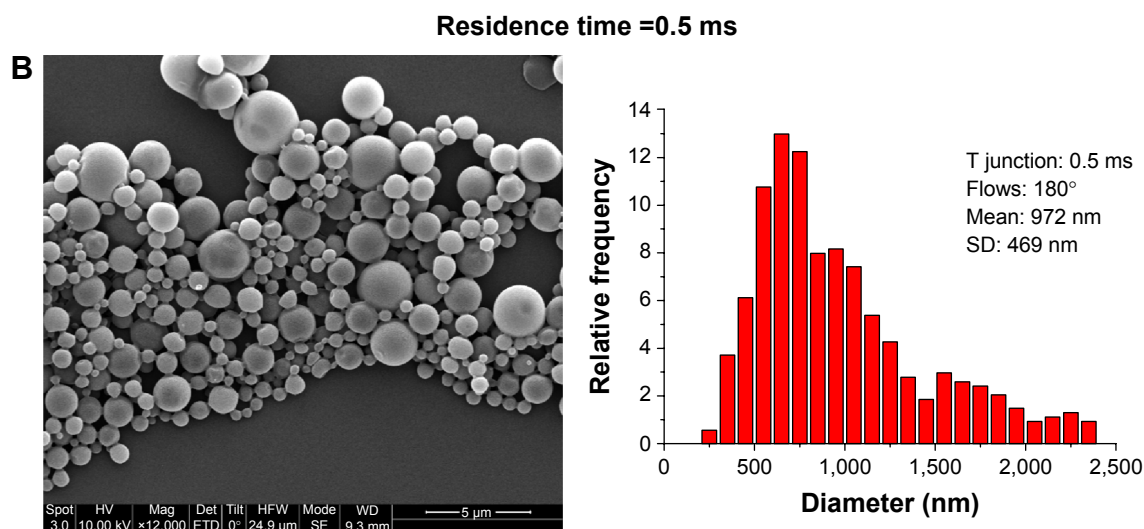 Residence time =0.5 ms
B
Spot HV Mag Det Tilt HFW Mode WD
3.0 10.00 kV ×12,000 ETD 0° 24.9 µm SE 9.3 mm
5 µm
Relative frequency
14
12
10
8
6
4
2
0
T junction: 0.5 ms
Flows: 180°
Mean: 972 nm
SD: 469 nm
0 500 1,000 1,500 2,000 2,500
Diameter (nm)